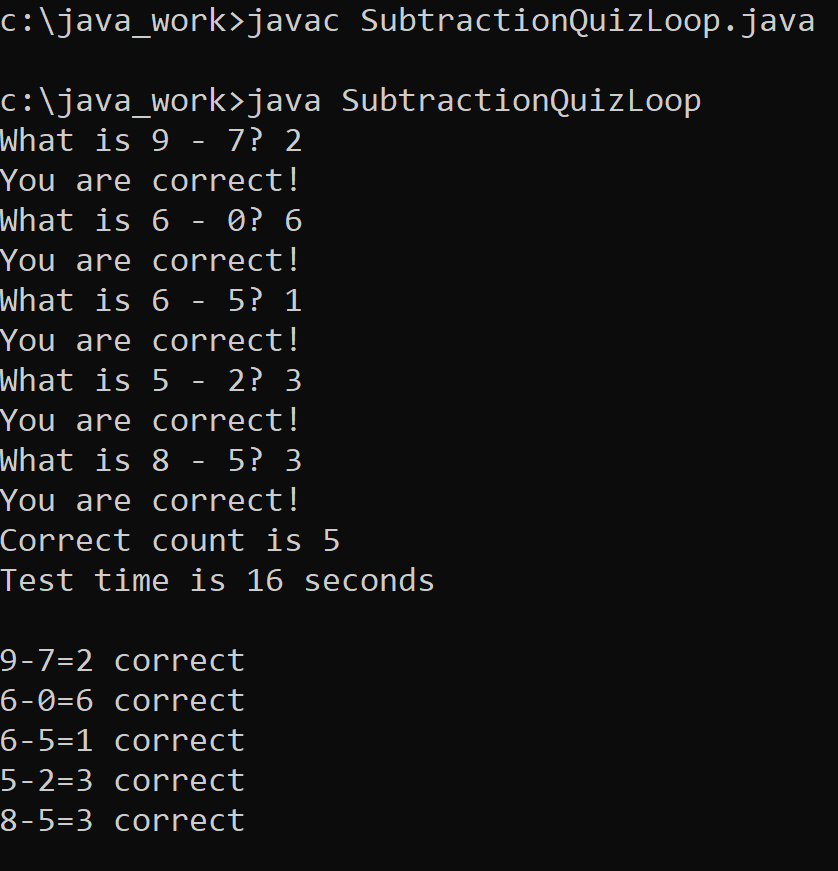 c:\java_work>javac SubtractionQuizLoop.java
c:\java_work>java SubtractionQuizLoop
What is 9 - 7? 2
You are correct!
What is 6 - 0? 6
You are correct!
What is 6 - 5? 1
You are correct!
What is 5 - 2? 3
You are correct!
What is 8 - 5? 3
You are correct!
Correct count is 5
Test time is 16 seconds
9-7=2 correct
6-0=6 correct
6-5=1 correct
5-2=3 correct
8-5=3 correct